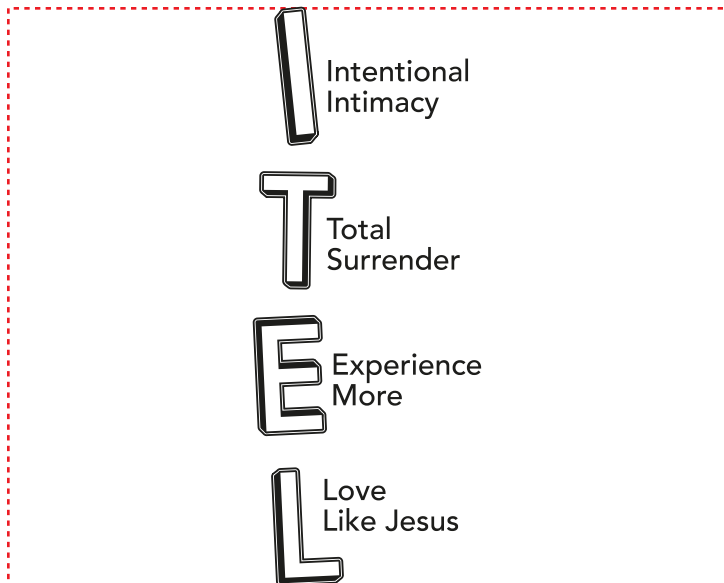 I
Intentional
Intimacy
T
Total
Surrender
E
Experience
More
L
Love
Like Jesus